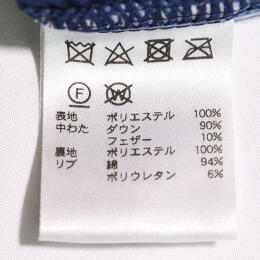 F W
表地 ポリエステル 100%
中わた ダウン 90%
フェザー 10%
裏地 ポリエステル 100%
リブ 綿 94%
ポリウレタン 6%